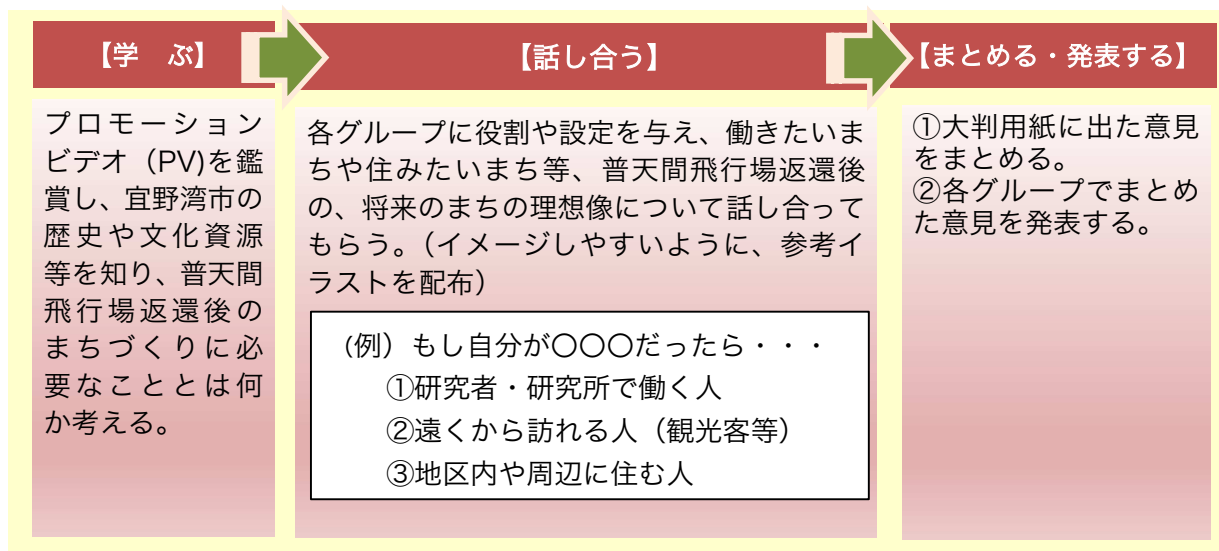 【学　ぶ】
プロモーション
ビデオ（PV)を鑑
賞し、宜野湾市の
歴史や文化資源
等を知り、普天間
飛行場返還後の
まちづくりに必
要なこととは何
か考える。
【話し合う】
各グループに役割や設定を与え、働きたいま
ちや住みたいまち等、普天間飛行場返還後
の、将来のまちの理想像について話し合って
もらう。（イメージしやすいように、参考イ
ラストを配布）
（例）もし自分が〇〇〇だったら・・・
①研究者・研究所で働く人
②遠くから訪れる人（観光客等）
③地区内や周辺に住む人
【まとめる・発表する】
①大判用紙に出た意見
をまとめる。
②各グループでまとめ
た意見を発表する。